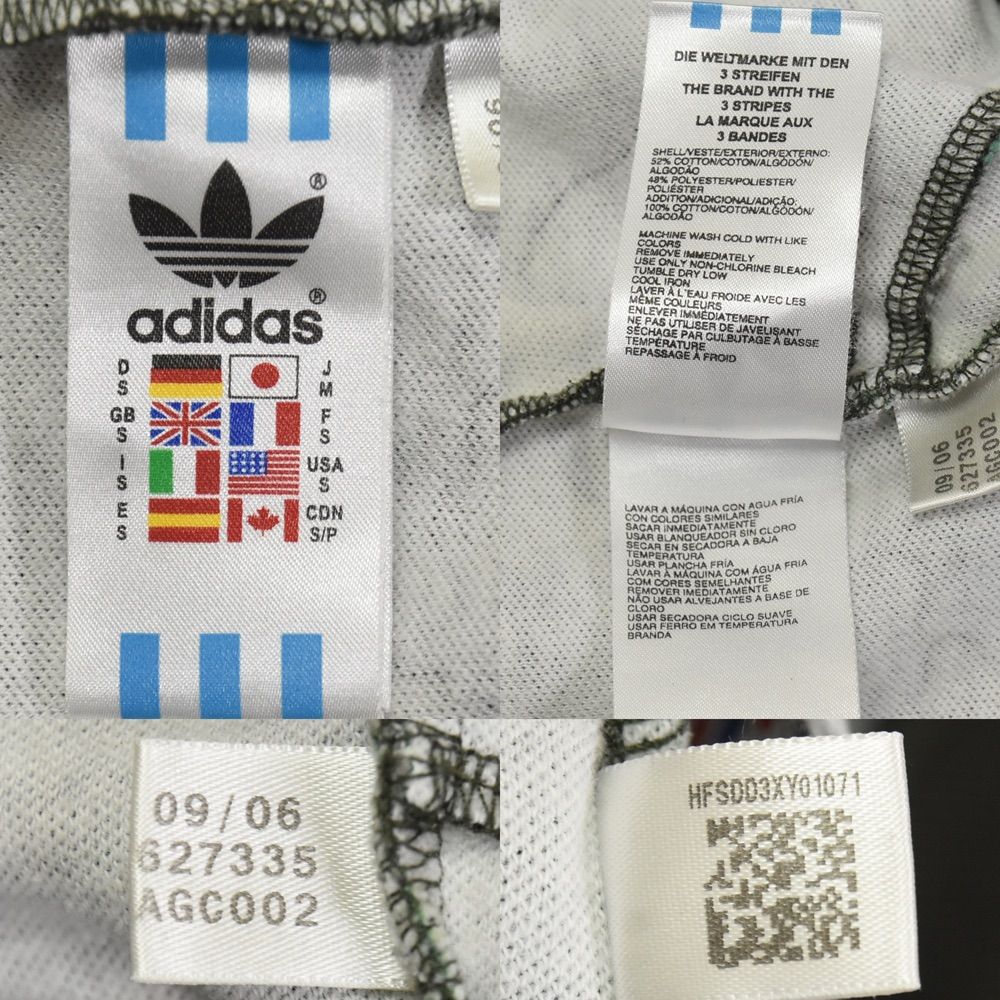 ®
adidas®
D S
J M
GB S
F S
I S
USA S
E S
CDN S/P
DIE WELTMARKE MIT DEN
3 STREIFEN
THE BRAND WITH THE
3 STRIPES
LA MARQUE AUX
3 BANDES
SHELL/VESTE/EXTERIOR/EXTERNO:
52% COTTON/COTON/ALGODÓN/
ALGODÃO
48% POLYESTER/POLIESTER/
POLIÉSTER
ADDITION/ADICIONAL/ADIÇÃO:
100% COTTON/COTON/ALGODÓN/
ALGODÃO
MACHINE WASH COLD WITH LIKE
COLORS
REMOVE IMMEDIATELY
USE ONLY NON-CHLORINE BLEACH
TUMBLE DRY LOW
COOL IRON
LAVER À L'EAU FROIDE AVEC LES
MÊME COULEURS
ENLEVER IMMÉDIATEMENT
NE PAS UTILISER DE JAVELISANT
SÉCHAGE PAR CULBUTAGE À BASSE
TEMPÉRATURE
REPASSAGE À FROID
LAVAR A MÁQUINA CON AGUA FRÍA
CON COLORES SIMILARES
SACAR INMEDIATAMENTE
USAR BLANQUEADOR SIN CLORO
SECAR EN SECADORA A BAJA
TEMPERATURA
USAR PLANCHA FRÍA
LAVAR À MÁQUINA COM ÁGUA FRIA
COM CORES SEMELHANTES
REMOVER IMEDIATAMENTE
NÃO USAR ALVEJANTES A BASE DE
CLORO
USAR SECADORA CICLO SUAVE
USAR FERRO EM TEMPERATURA
BRANDA
09/06
627335
AGC002
09/06
627335
AGC002
HFSDD3XY01071